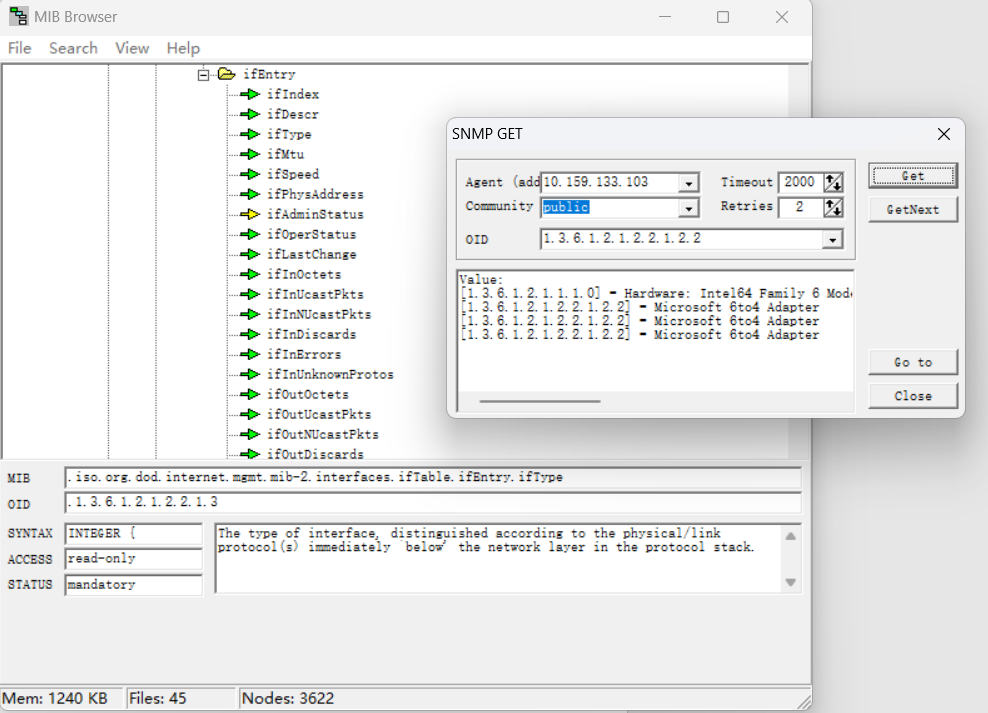 MIB Browser
File Search View Help
ifEntry
ifIndex
ifDescr
ifType
ifMtu
ifSpeed
ifPhysAddress
ifAdminStatus
ifOperStatus
ifLastChange
ifInOctets
ifInUcastPkts
ifInNUcastPkts
ifInDiscards
ifInErrors
ifInUnknownProtos
ifOutOctets
ifOutUcastPkts
ifOutNUcastPkts
ifOutDiscards
SNMP GET
Agent (add 10.159.133.103 Timeout 2000 Get
Community public Retries 2 GetNext
OID 1.3.6.1.2.1.2.2.1.2.2
Value:
[1.3.6.1.2.1.1.1.0] = Hardware: Intel64 Family 6 Mode
[1.3.6.1.2.1.2.2.1.2.2] = Microsoft 6to4 Adapter
[1.3.6.1.2.1.2.2.1.2.2] = Microsoft 6to4 Adapter
[1.3.6.1.2.1.2.2.1.2.2] = Microsoft 6to4 Adapter
Go to
Close
MIB .iso.org.dod.internet.mgmt.mib-2.interfaces.ifTable.ifEntry.ifType
OID .1.3.6.1.2.1.2.2.1.3
SYNTAX INTEGER {
ACCESS read-only
STATUS mandatory
The type of interface, distinguished according to the physical/link
protocol(s) immediately `below' the network layer in the protocol stack.
Mem: 1240 KB Files: 45 Nodes: 3622